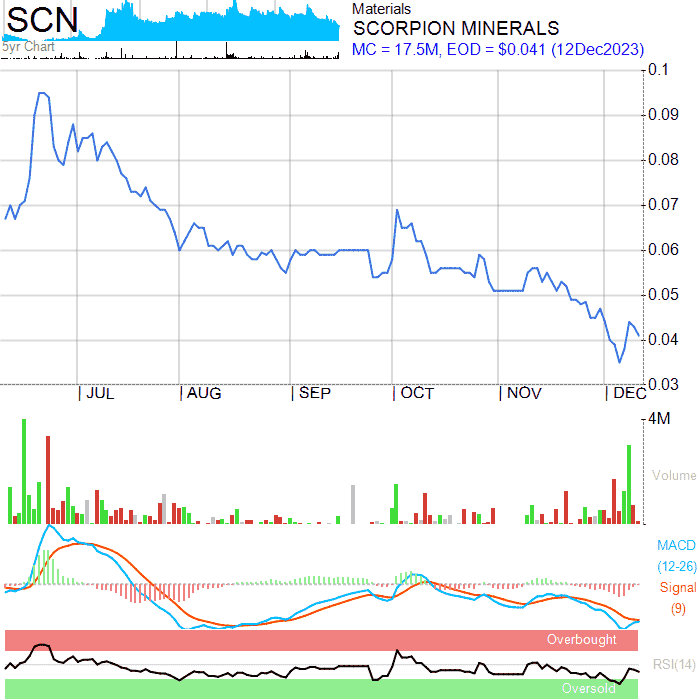 SCN
5yr Chart
Materials
SCORPION MINERALS
MC = 17.5M, EOD = $0.041 (12Dec2023)
0.1
0.09
0.08
0.07
0.06
0.05
0.04
0.03
JUL AUG SEP OCT NOV DEC
4M
Volume
MACD
(12-26)
Signal
(9)
Overbought
RSI(14)
Oversold